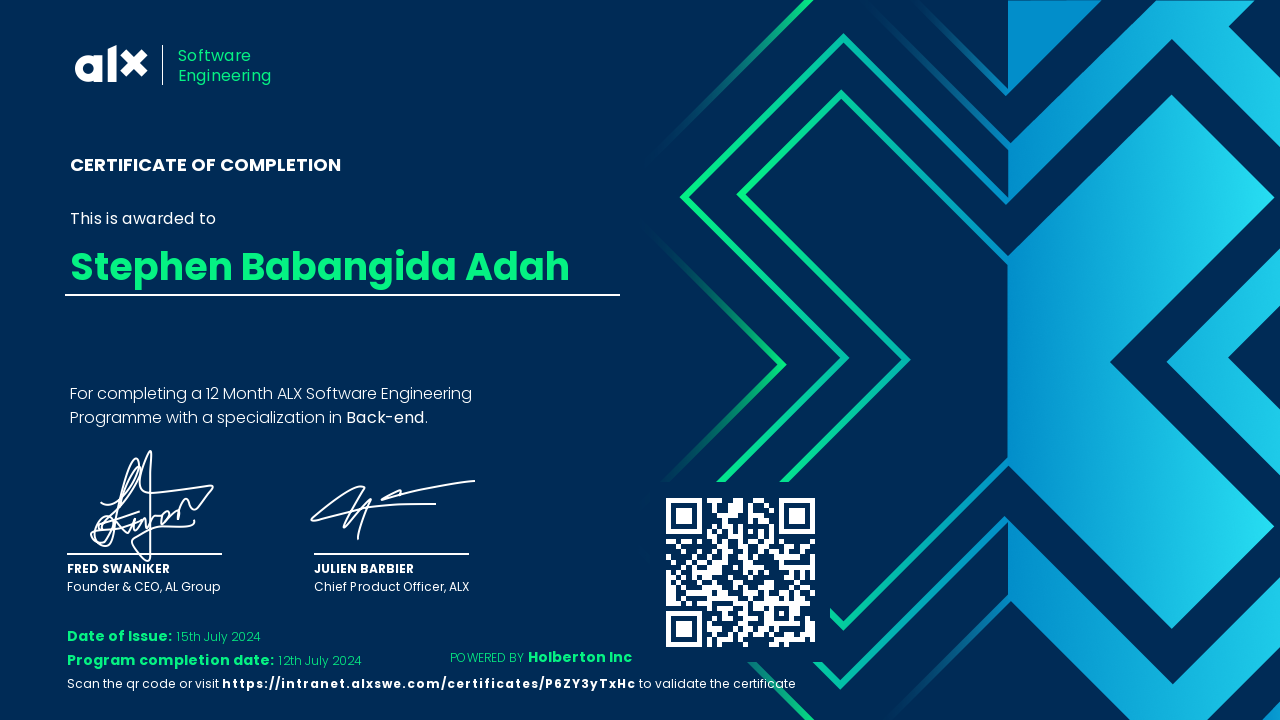 alx
Software
Engineering
CERTIFICATE OF COMPLETION
This is awarded to
Stephen Babangida Adah
For completing a 12 Month ALX Software Engineering
Programme with a specialization in Back-end.
FRED SWANIKER
Founder & CEO, AL Group
JULIEN BARBIER
Chief Product Officer, ALX
Date of Issue: 15th July 2024
Program completion date: 12th July 2024
POWERED BY Holberton Inc
Scan the qr code or visit https://intranet.alxswe.com/certificates/P6ZY3yTxHc to validate the certificate